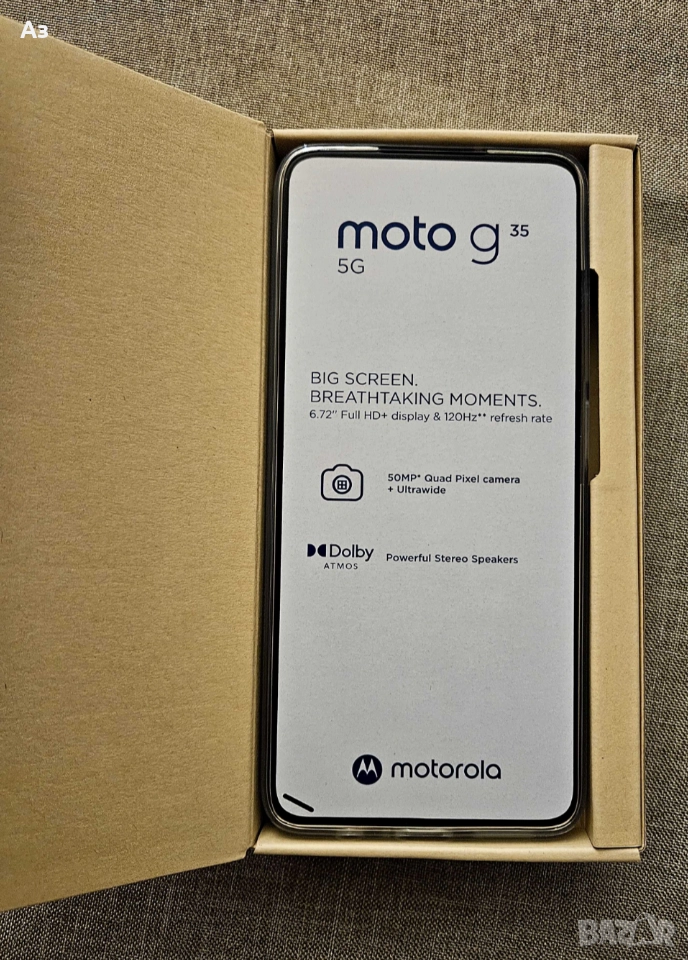 Аз
moto g 35
5G
BIG SCREEN.
BREATHTAKING MOMENTS.
6.72" Full HD+ display & 120Hz** refresh rate
50MP* Quad Pixel camera
+ Ultrawide
Dolby
ATMOS
Powerful Stereo Speakers
motorola
BAZAR